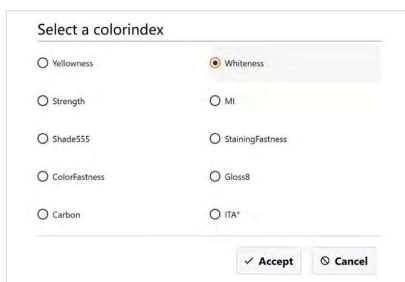 Select a colorindex
Yellowness
Whiteness
Strength
MI
Shade555
StainingFastness
ColorFastness
Gloss8
Carbon
ITA°
Accept
Cancel